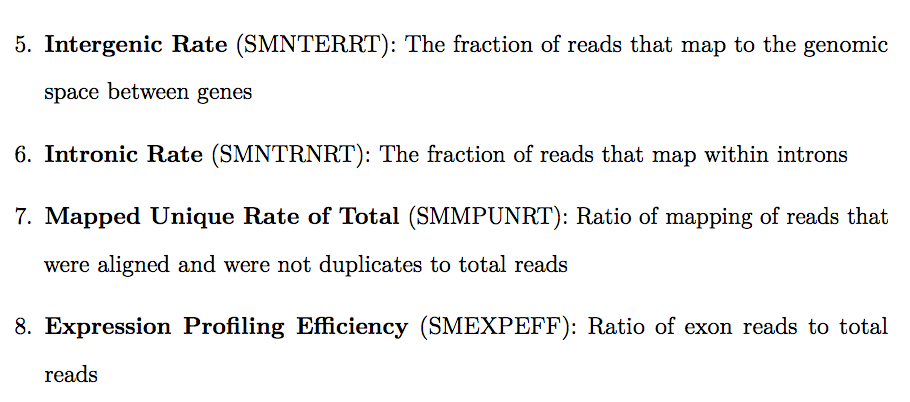 5. Intergenic Rate (SMNTERRT): The fraction of reads that map to the genomic
space between genes
6. Intronic Rate (SMNTRNRT): The fraction of reads that map within introns
7. Mapped Unique Rate of Total (SMMPUNRT): Ratio of mapping of reads that
were aligned and were not duplicates to total reads
8. Expression Profiling Efficiency (SMEXPEFF): Ratio of exon reads to total
reads